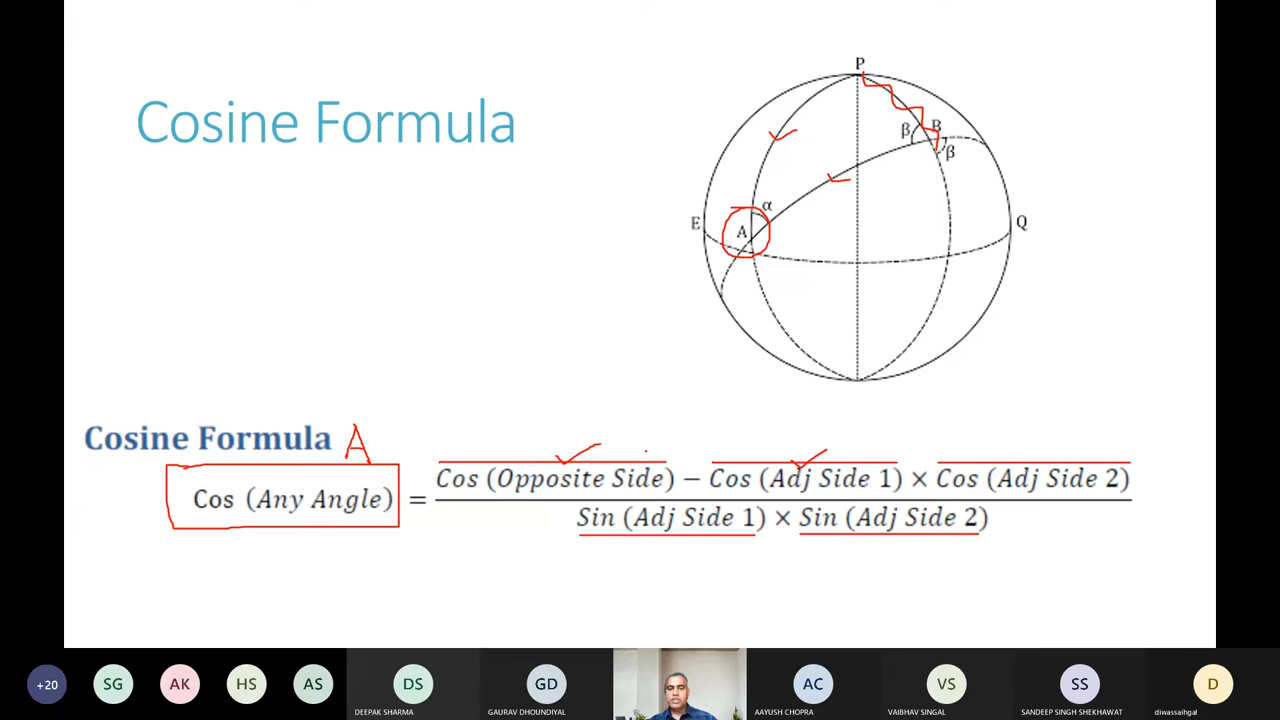 Cosine Formula
P
β B
β
α
A
E
Q
Cosine Formula A
Cos (Any Angle) = Cos (Opposite Side) − Cos (Adj Side 1) × Cos (Adj Side 2)
Sin (Adj Side 1) × Sin (Adj Side 2)
+20 SG AK HS AS DS GD AC VS SS D
DEEPAK SHARMA GAURAV DHOUNDIYAL AAYUSH CHOPRA VAIBHAV SINGAL SANDEEP SINGH SHEKHAWAT diwassaihgal